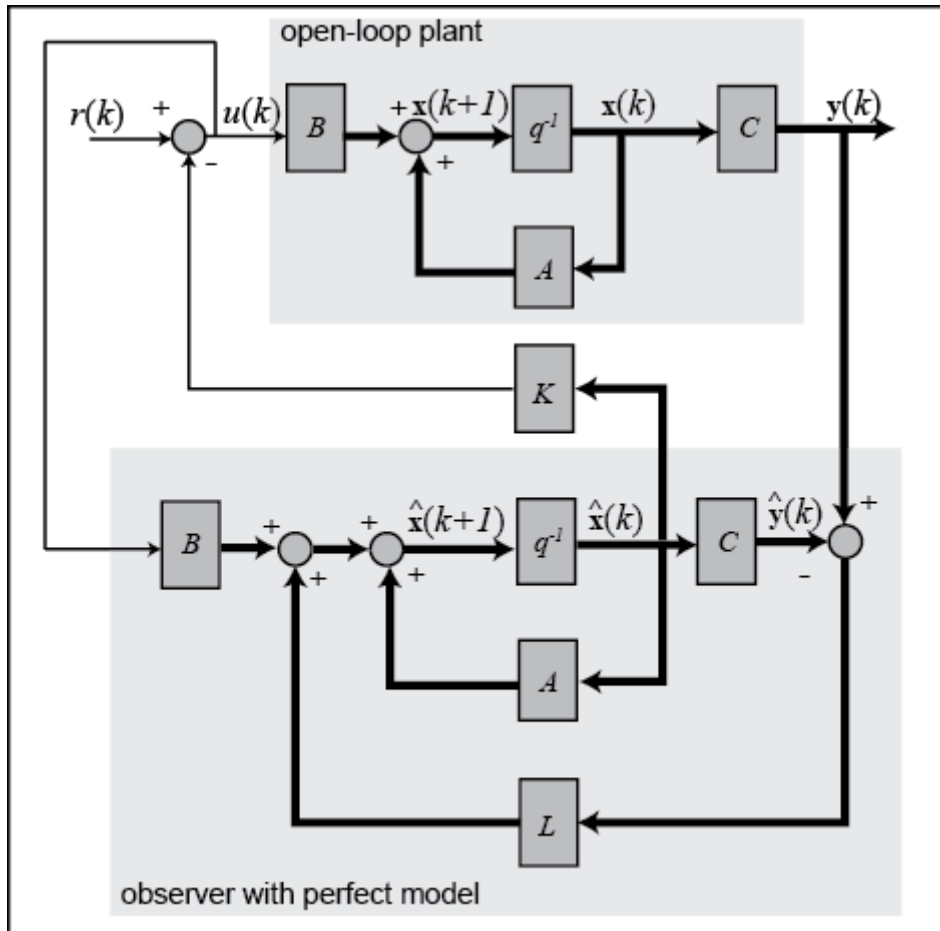 open-loop plant
r(k)
+
-
u(k)
B
+
+
x(k+1)
q⁻¹
x(k)
C
y(k)
A
K
B
+
+
+
+
x̂(k+1)
q⁻¹
x̂(k)
C
ŷ(k)
+
-
A
L
observer with perfect model